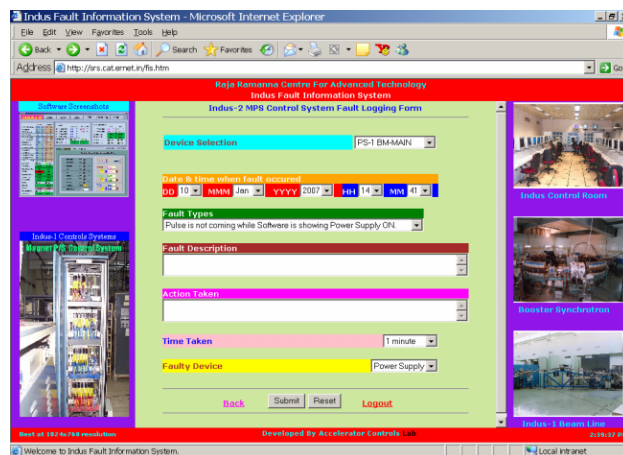 Indus Fault Information System - Microsoft Internet Explorer
File Edit View Favorites Tools Help
Back Search Favorites
Address http://srs.cat.ernet.in/fis.htm Go
Raja Ramanna Centre For Advanced Technology
Indus Fault Information System
Software Screenshots
Indus-2 MPS Control System Fault Logging Form
Device Selection PS-1 BM-MAIN
Date & time when fault occured
DD 10 MMM Jan YYYY 2007 HH 14 MM 41
Fault Types
Pulse is not coming while Software is showing Power Supply ON.
Fault Description
Action Taken
Time Taken 1 minute
Faulty Device Power Supply
Back Submit Reset Logout
Indus-1 Controls Systems
Magnet P/S Control System
Indus Control Room
Booster Synchrotron
Indus-1 Beam Line
Best at 1024x768 resolution
Developed By Accelerator Controls Lab
2:39:37 P
Welcome to Indus Fault Information System.
Local intranet